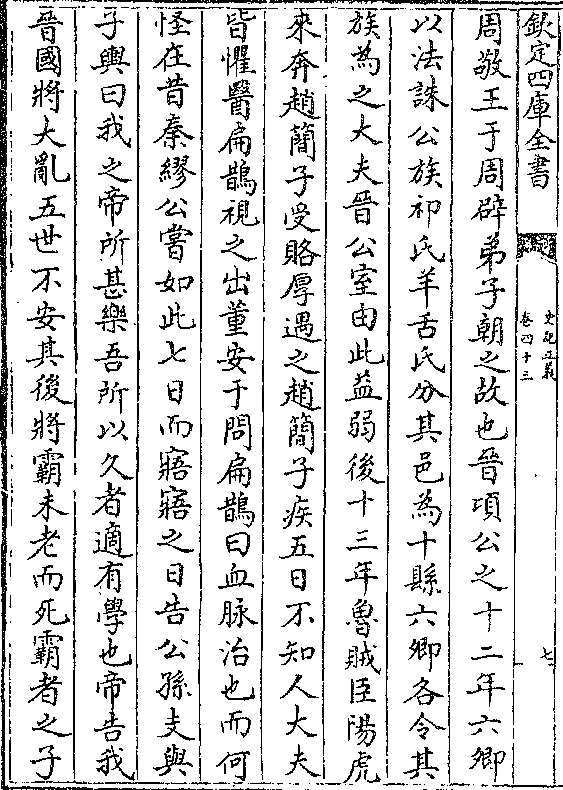 欽定四庫全書
史記正義
卷四十三
七
周敬王于周辟弟子朝之故也晉頃公之十二年六卿
以法誅公族祁氏羊舌氏分其邑為十縣六卿各令其
族為之大夫晉公室由此益弱後十三年魯賊臣陽虎
來奔趙簡子受賂厚遇之趙簡子疾五日不知人大夫
皆懼醫扁鵲視之出董安于問扁鵲曰血脉治也而何
怪在昔秦繆公嘗如此七日而寤寤之日告公孫支與
子輿曰我之帝所甚樂吾所以久者適有學也帝告我
晉國將大亂五世不安其後將霸未老而死霸者之子